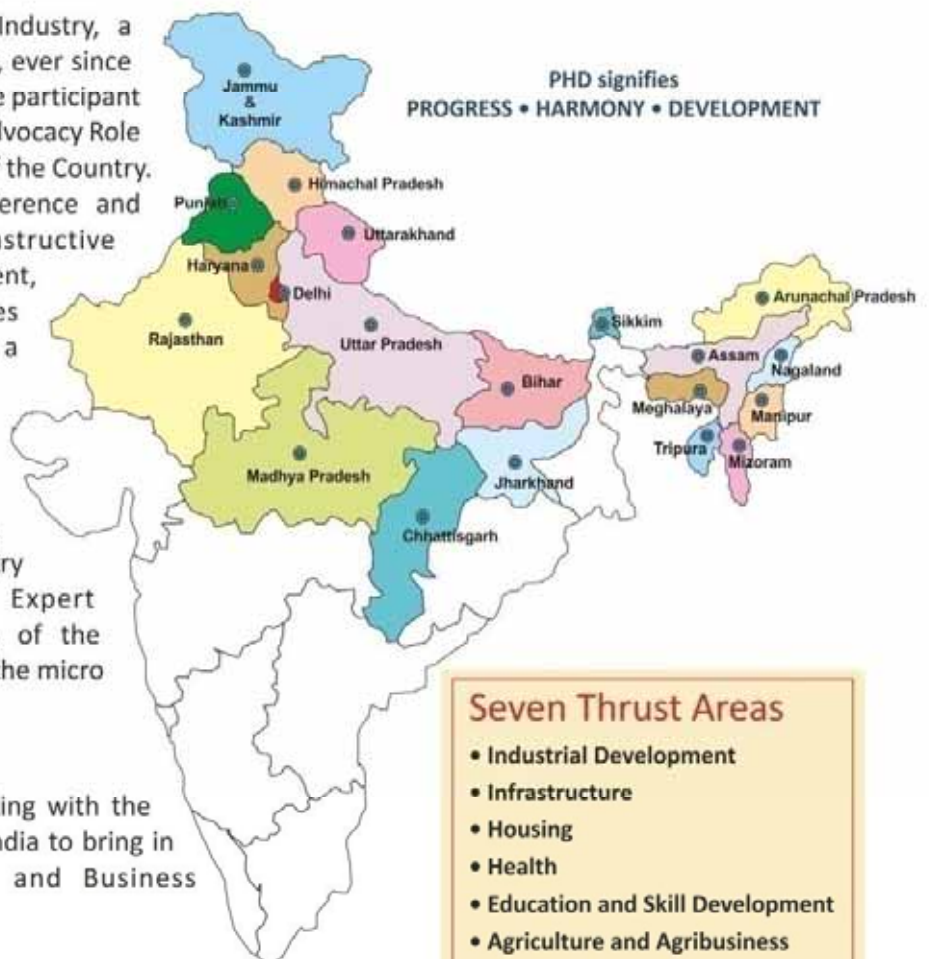 Industry, a
, ever since
e participant
dvocacy Role
f the Country.
erence and
nstructive
ent,
es
a
ry
Expert
of the
the micro
ing with the
ndia to bring in
and Business
PHD signifies
PROGRESS • HARMONY • DEVELOPMENT
Jammu
&
Kashmir
Himachal Pradesh
Punjab
Uttarakhand
Haryana
Delhi
Rajasthan
Uttar Pradesh
Bihar
Sikkim
Arunachal Pradesh
Assam
Nagaland
Meghalaya
Manipur
Tripura
Mizoram
Madhya Pradesh
Jharkhand
Chhattisgarh
Seven Thrust Areas
• Industrial Development
• Infrastructure
• Housing
• Health
• Education and Skill Development
• Agriculture and Agribusiness